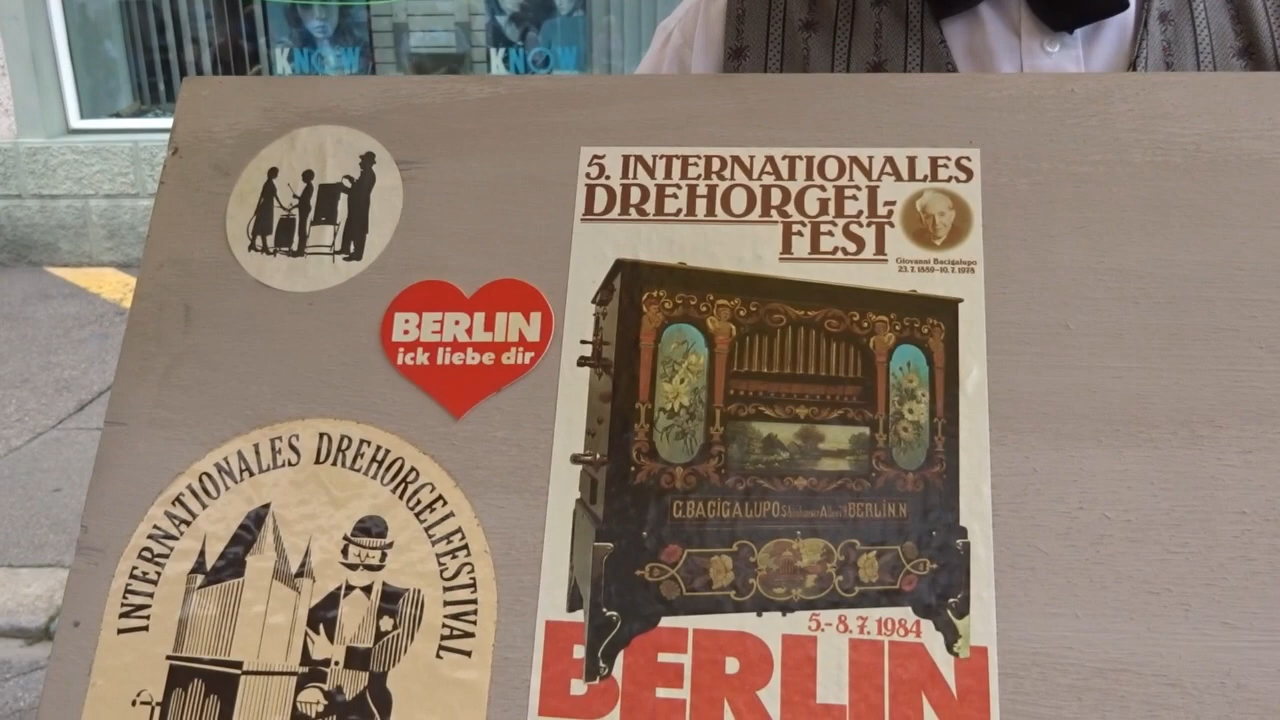 KNOW
KNOW
5. INTERNATIONALES
DREHORGEL-
FEST
Giovanni Bacigalupo
23.7.1889-10.7.1978
BERLIN
ick liebe dir
INTERNATIONALES DREHORGELFESTIVAL
G.BACIGALUPO
BERLIN.N
5.-8.7.1984
BERLIN